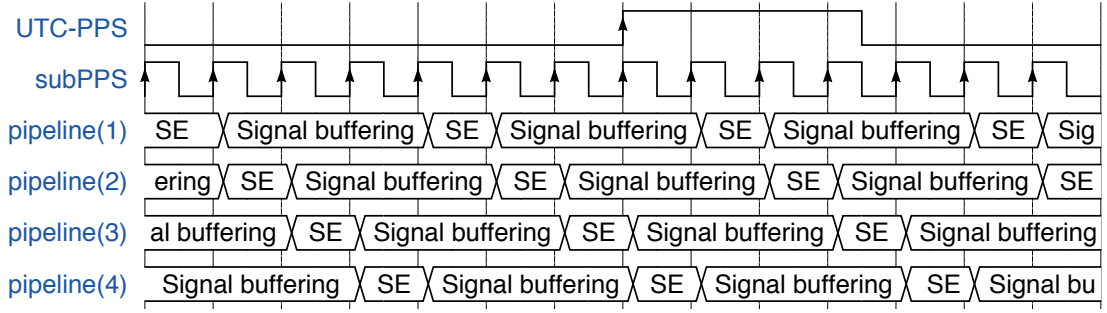 UTC-PPS
subPPS
pipeline(1) SE Signal buffering SE Signal buffering SE Signal buffering SE Sig
pipeline(2) ering SE Signal buffering SE Signal buffering SE Signal buffering SE
pipeline(3) al buffering SE Signal buffering SE Signal buffering SE Signal buffering
pipeline(4) Signal buffering SE Signal buffering SE Signal buffering SE Signal bu